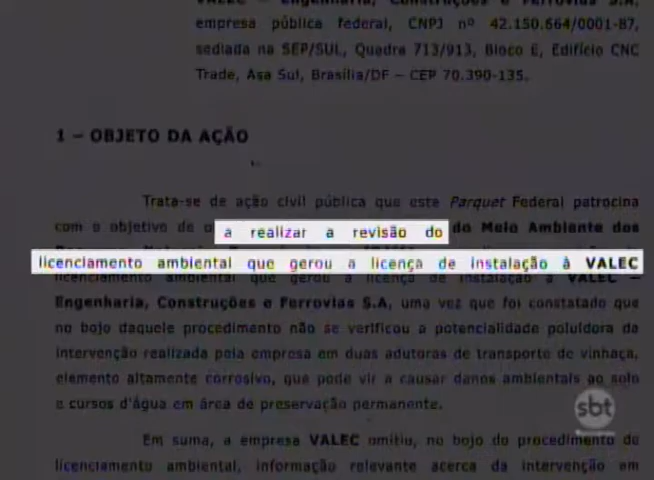 VALEC – Engenharia, Construções e Ferrovias S.A,
empresa pública federal, CNPJ nº 42.150.664/0001-87,
sediada na SEP/SUL, Quadra 713/913, Bloco E, Edifício CNC
Trade, Asa Sul, Brasília/DF – CEP 70.390-135.
1 – OBJETO DA AÇÃO
Trata-se de ação civil pública que este Parquet Federal patrocina
com o objetivo de a realizar a revisão do do Meio Ambiente dos
licenciamento ambiental que gerou a licença de instalação à VALEC
licenciamento ambiental que gerou a licença de instalação à VALEC –
Engenharia, Construções e Ferrovias S.A, uma vez que foi constatado que
no bojo daquele procedimento não se verificou a potencialidade poluidora da
intervenção realizada pela empresa em duas adutoras de transporte de vinhaça,
elemento altamente corrosivo, que pode vir a causar danos ambientais ao solo
e cursos d'água em área de preservação permanente.
sbt
Em suma, a empresa VALEC omitiu, no bojo do procedimento de
licenciamento ambiental, informação relevante acerca da intervenção em